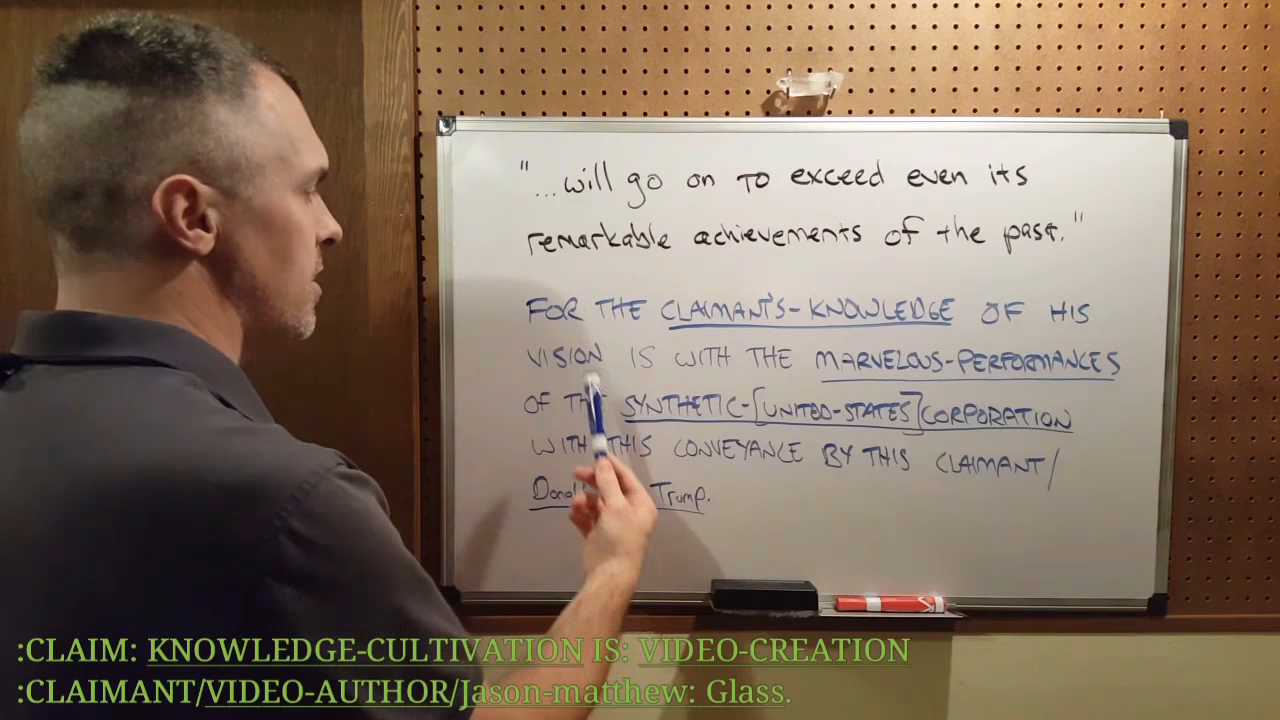 "...will go on to exceed even its
remarkable achievements of the past."
FOR THE CLAIMANT'S-KNOWLEDGE OF HIS
VISION IS WITH THE MARVELOUS-PERFORMANCES
OF THE SYNTHETIC-[UNITED-STATES]CORPORATION
WITH THIS CONVEYANCE BY THIS CLAIMANT/
Trump.
:CLAIM: KNOWLEDGE-CULTIVATION IS: VIDEO-CREATION
:CLAIMANT/VIDEO-AUTHOR/Jason-matthew: Glass.